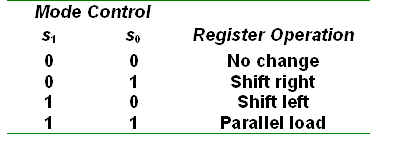 Mode Control
s1 s0 Register Operation
0 0 No change
0 1 Shift right
1 0 Shift left
1 1 Parallel load